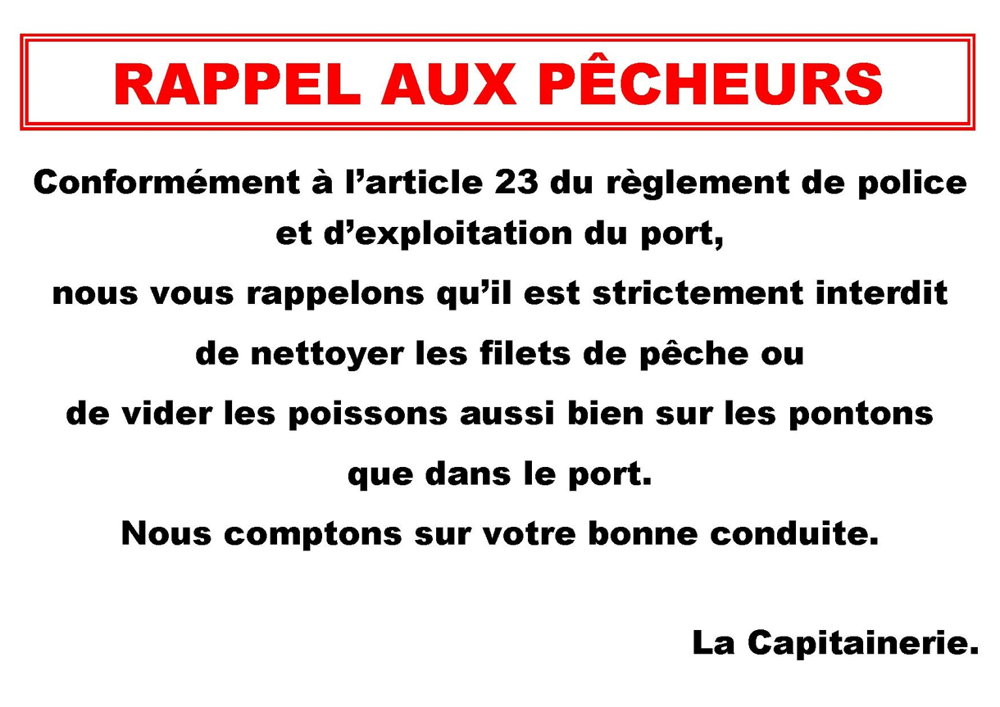 RAPPEL AUX PÊCHEURS
Conformément à l’article 23 du règlement de police
et d’exploitation du port,
nous vous rappelons qu’il est strictement interdit
de nettoyer les filets de pêche ou
de vider les poissons aussi bien sur les pontons
que dans le port.
Nous comptons sur votre bonne conduite.
La Capitainerie.